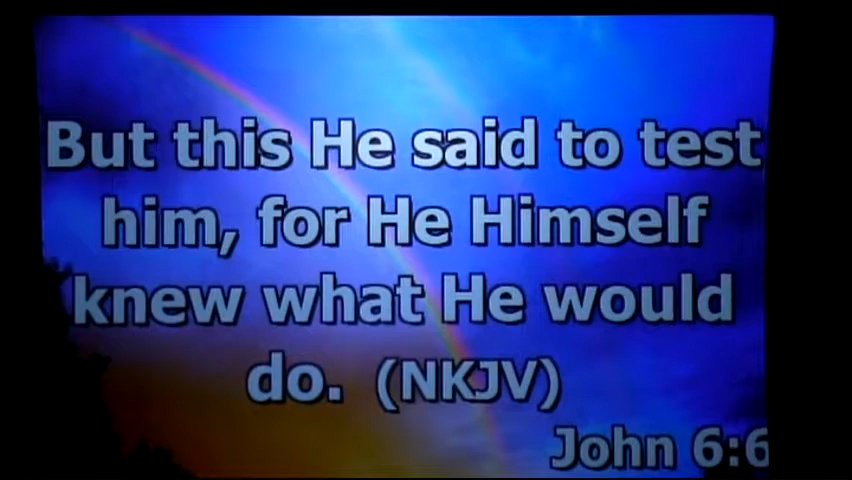 But this He said to test
him, for He Himself
knew what He would
do. (NKJV)
John 6:6